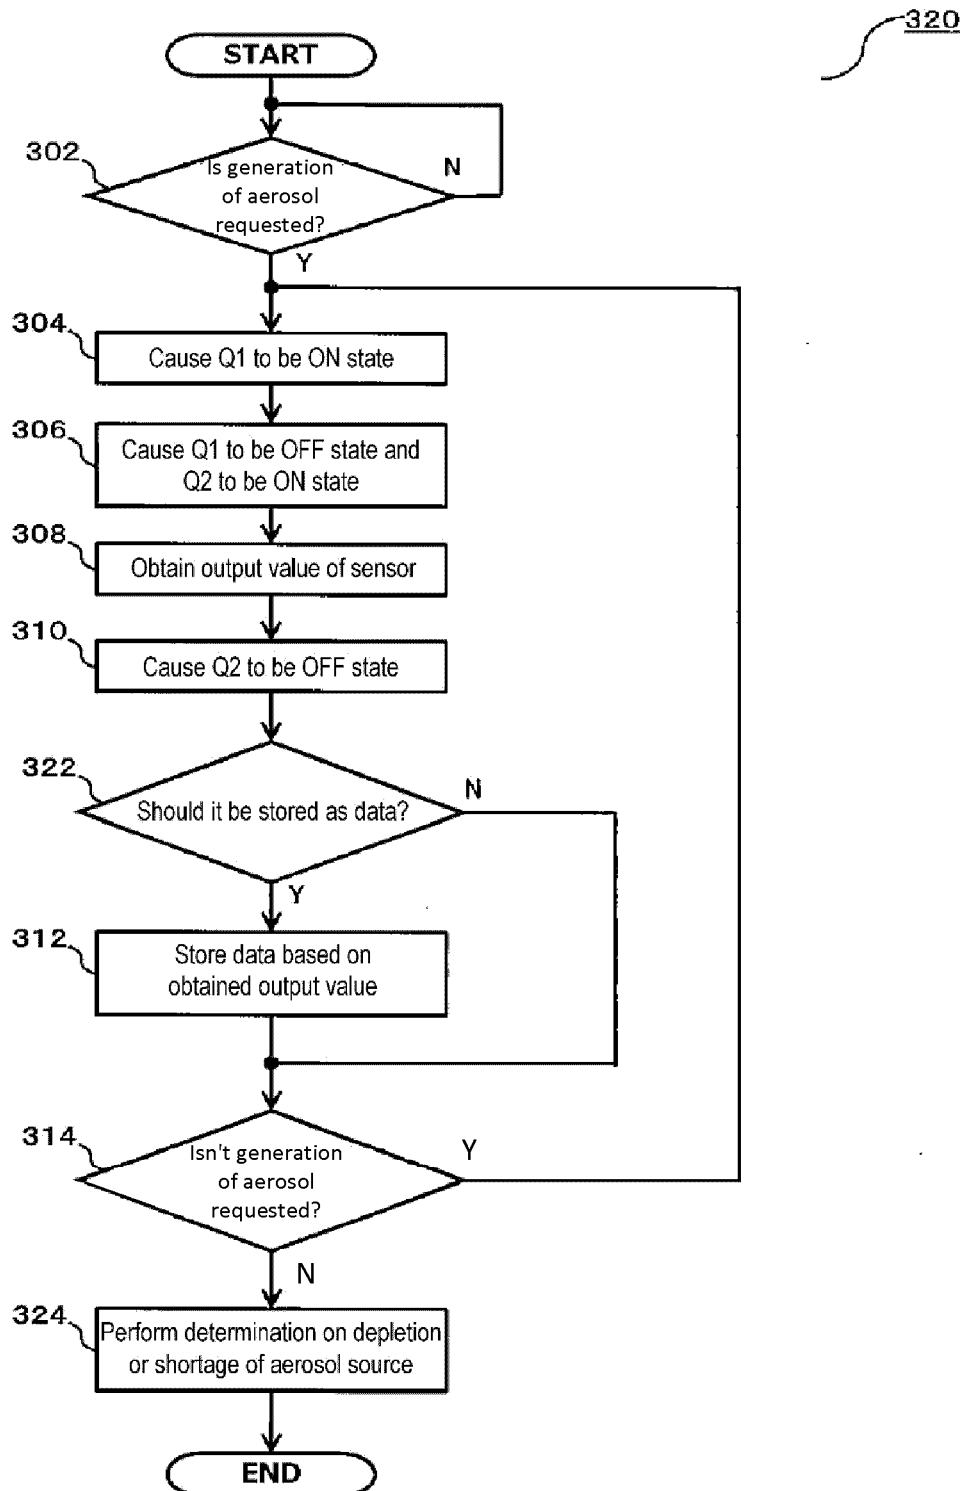 320
START
302
Is generation
of aerosol
requested?
N
Y
304
Cause Q1 to be ON state
306
Cause Q1 to be OFF state and
Q2 to be ON state
308
Obtain output value of sensor
310
Cause Q2 to be OFF state
322
Should it be stored as data?
N
Y
312
Store data based on
obtained output value
314
Isn't generation
of aerosol
requested?
Y
N
324
Perform determination on depletion
or shortage of aerosol source
END